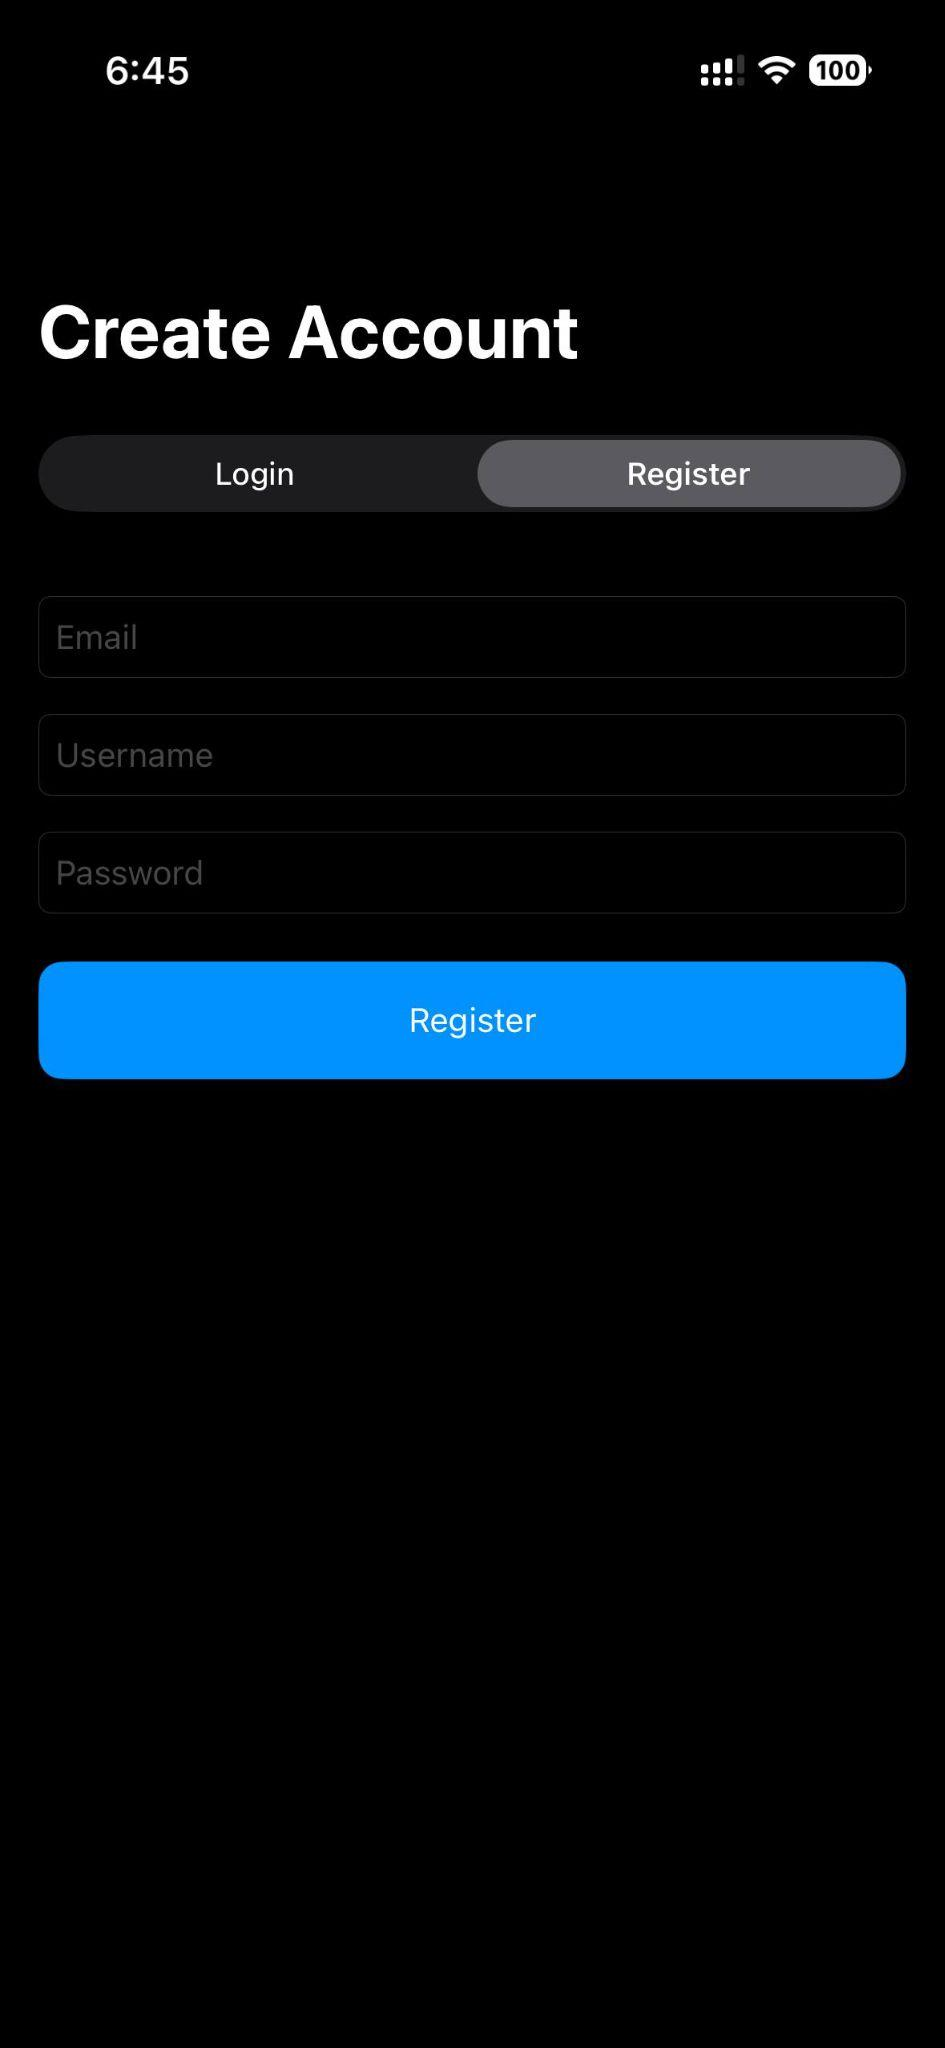 6:45 100
Create Account
Login Register
Email
Username
Password
Register